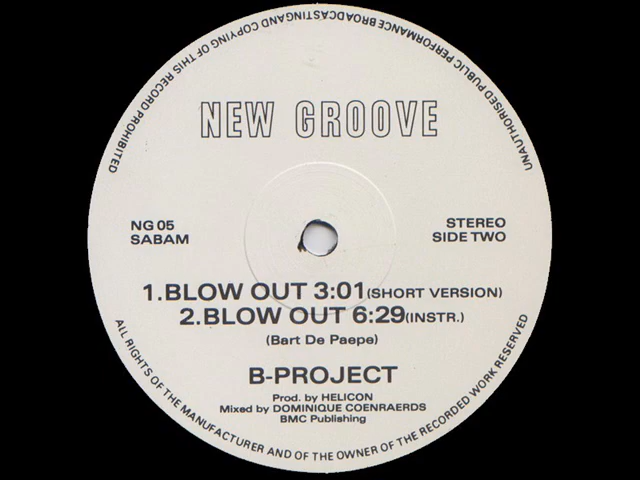 UNAUTHORISED PUBLIC PERFORMANCE BROADCASTING AND COPYING OF THIS RECORD PROHIBITED
NEW GROOVE
NG 05
SABAM
STEREO
SIDE TWO
1.BLOW OUT 3:01(SHORT VERSION)
2.BLOW OUT 6:29(INSTR.)
(Bart De Paepe)
B-PROJECT
Prod. by HELICON
Mixed by DOMINIQUE COENRAERDS
BMC Publishing
ALL RIGHTS OF THE MANUFACTURER AND OF THE OWNER OF THE RECORDED WORK RESERVED